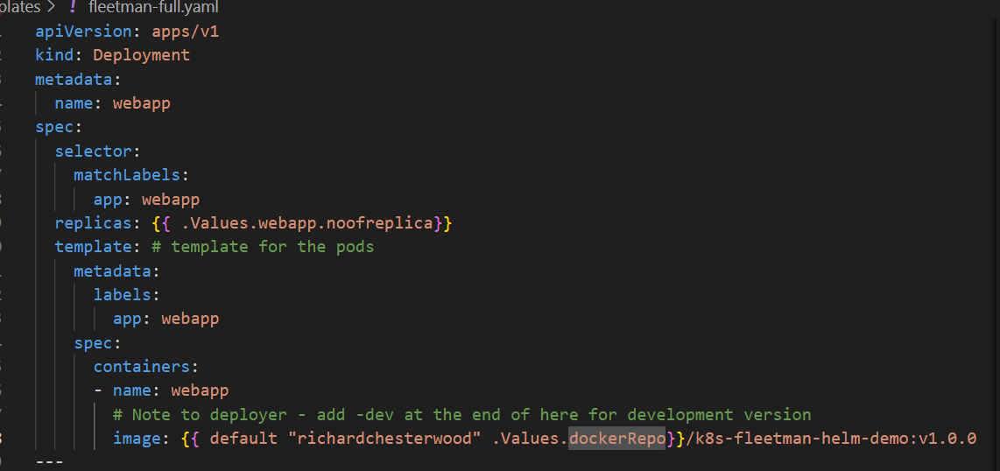 plates > ! fleetman-full.yaml
apiVersion: apps/v1
kind: Deployment
metadata:
  name: webapp
spec:
  selector:
    matchLabels:
      app: webapp
  replicas: {{ .Values.webapp.noofreplica}}
  template: # template for the pods
    metadata:
      labels:
        app: webapp
    spec:
      containers:
      - name: webapp
        # Note to deployer - add -dev at the end of here for development version
        image: {{ default "richardchesterwood" .Values.dockerRepo}}/k8s-fleetman-helm-demo:v1.0.0
---